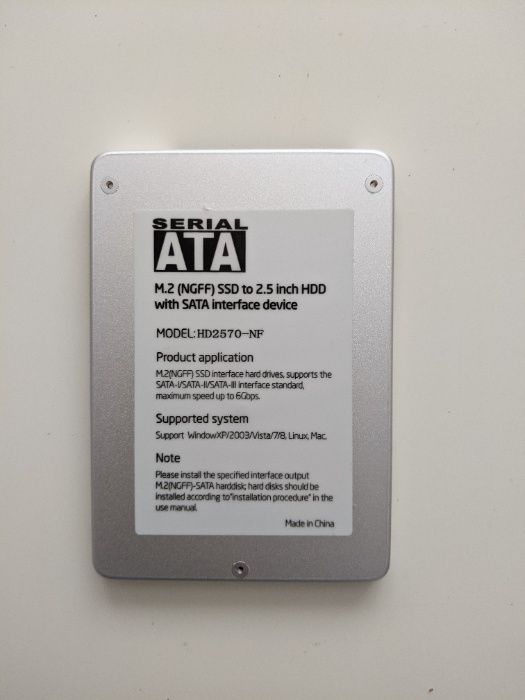 SERIAL
ATA
M.2 (NGFF) SSD to 2.5 inch HDD
with SATA interface device
MODEL:HD2570-NF
Product application
M.2(NGFF) SSD interface hard drives, supports the
SATA-I/SATA-II/SATA-III interface standard,
maximum speed up to 6Gbps.
Supported system
Support WindowXP/2003/Vista/7/8, Linux, Mac.
Note
Please install the specified interface output
M.2(NGFF)-SATA harddisk; hard disks should be
installed according to"installation procedure" in the
use manual.
Made in China